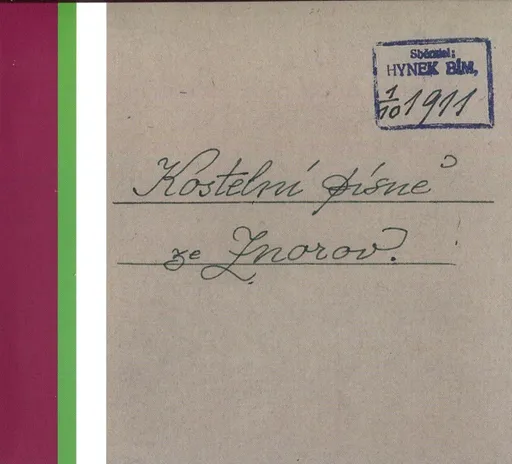 Sběratel:
HYNEK BÍM,
1/10 1911
Kostelní písně
ze Znorov.